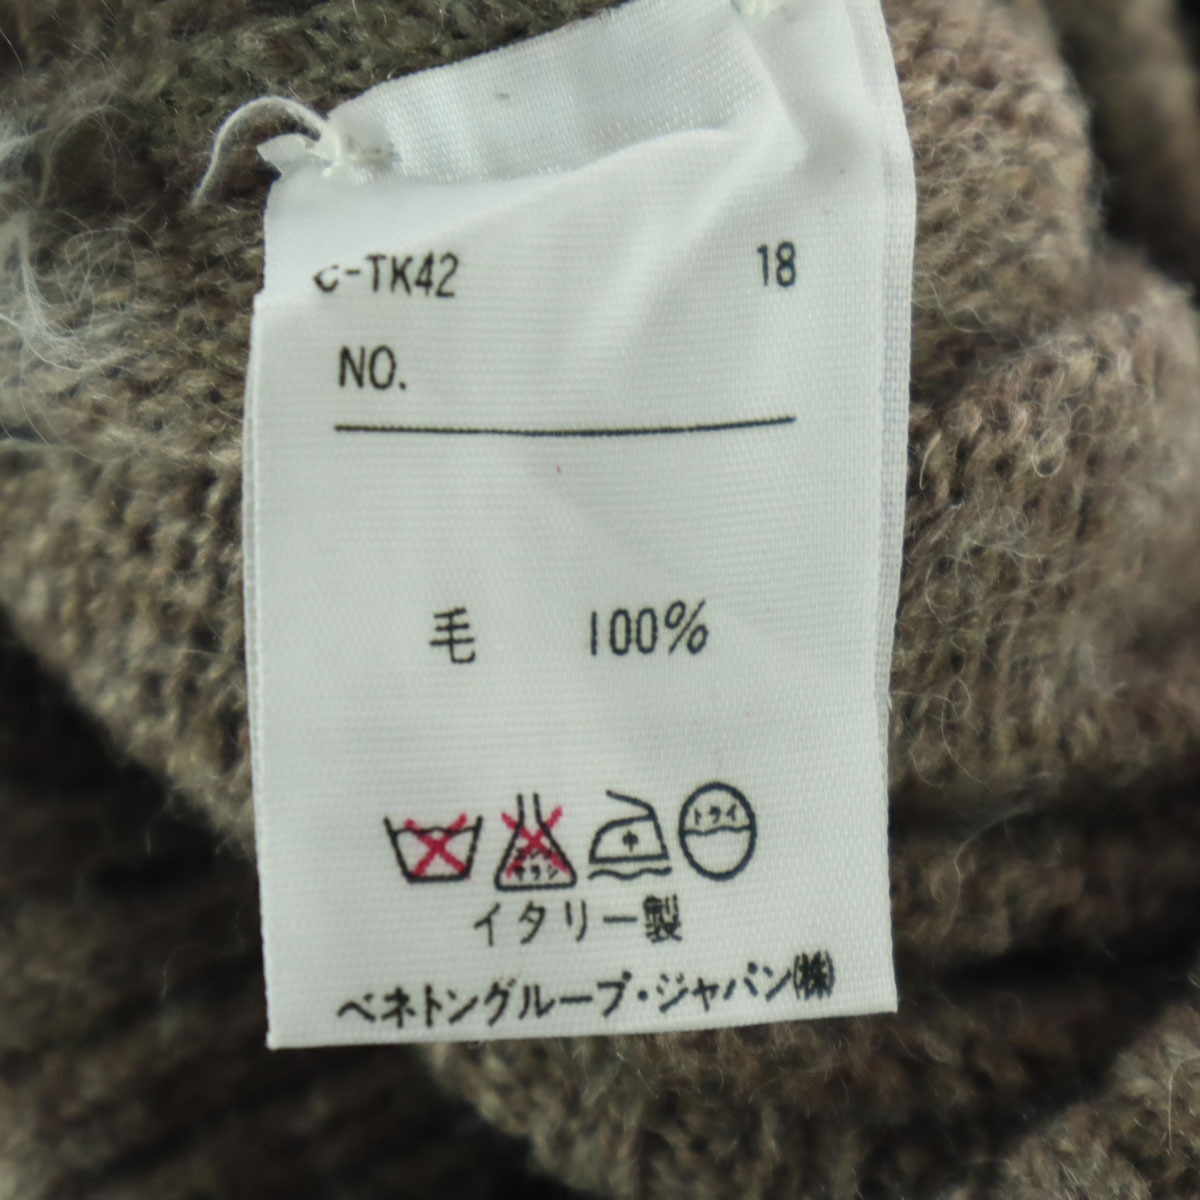 C-TK42 18
NO.
毛 100%
中 ドライ
イタリー製
ベネトングループ・ジャパン(株)